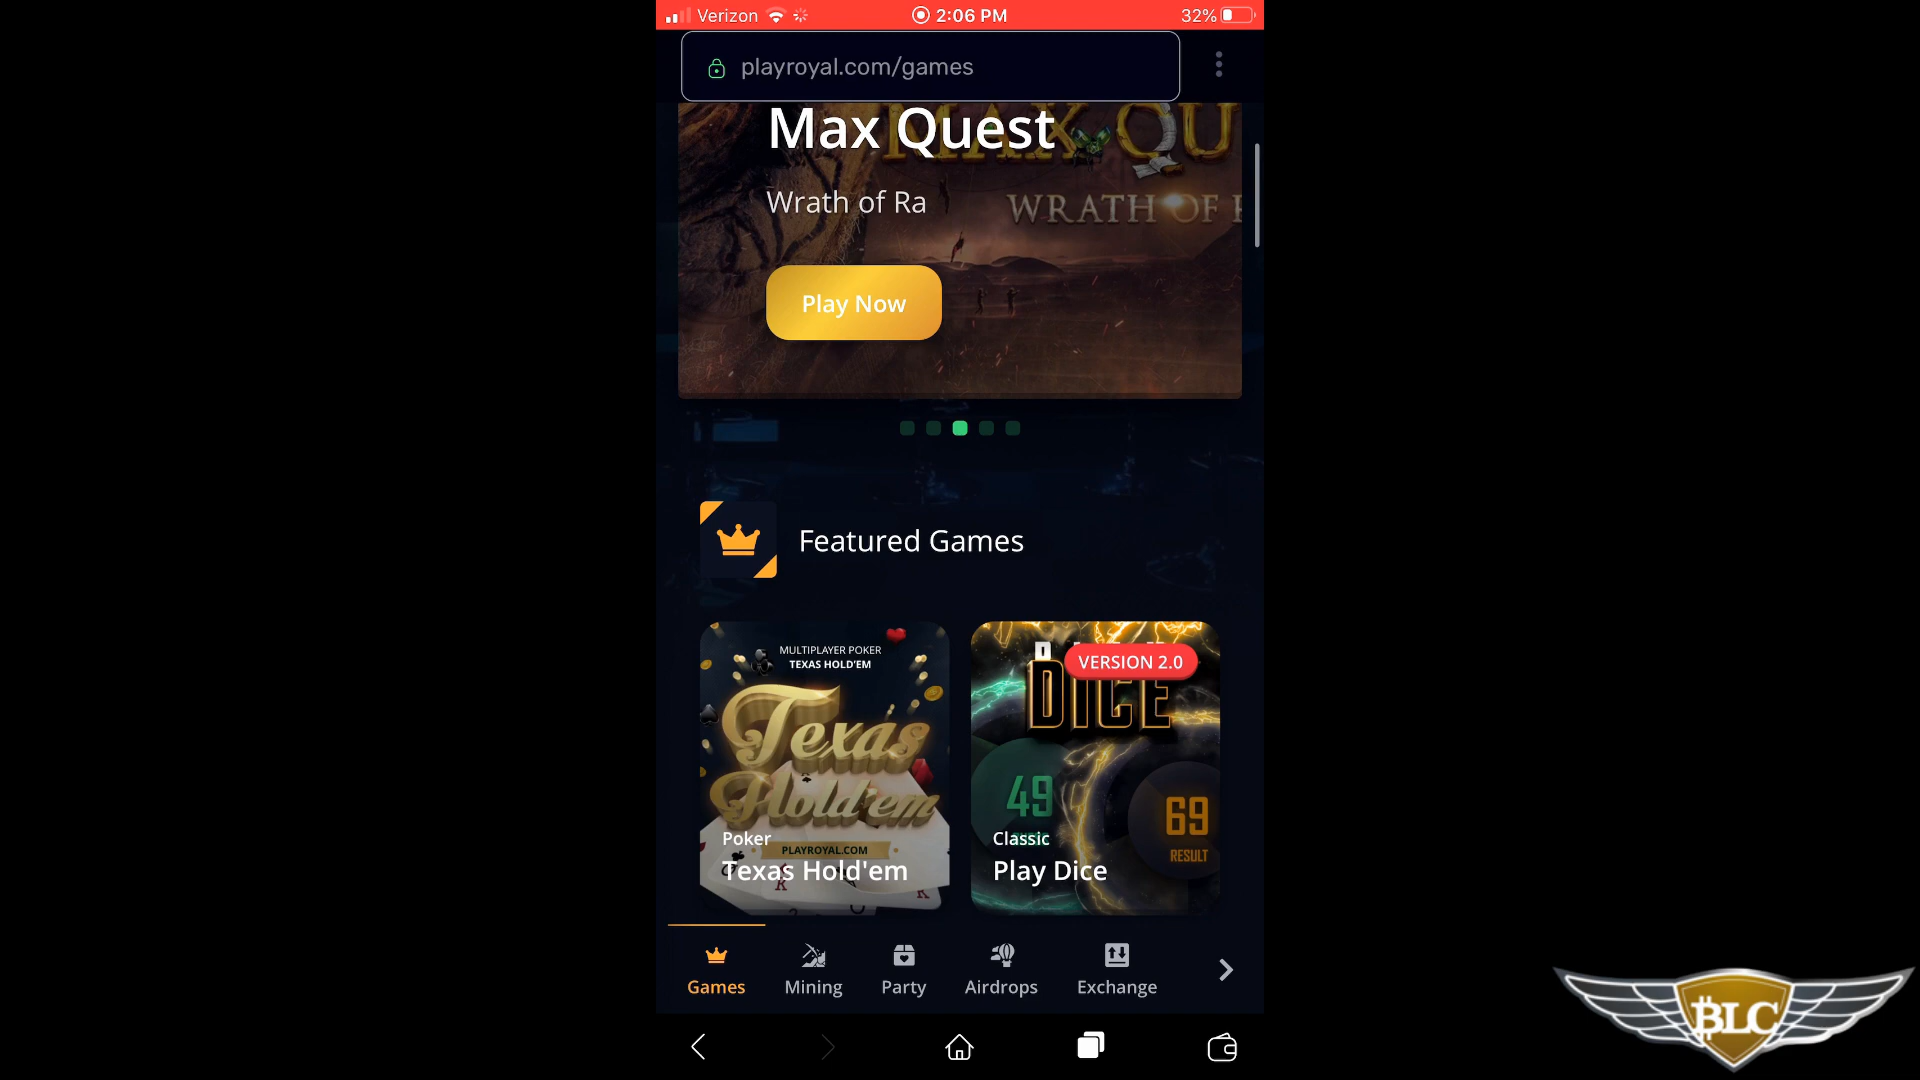 Verizon
2:06 PM
32%
playroyal.com/games
MAX QU
Max Quest
Wrath of Ra
WRATH OF
Play Now
Featured Games
MULTIPLAYER POKER
TEXAS HOLD'EM
Texas
Hold'em
Poker
PLAYROYAL.COM
Texas Hold'em
VERSION 2.0
DICE
49
69
RESULT
Classic
Play Dice
Games
Mining
Party
Airdrops
Exchange
BLC